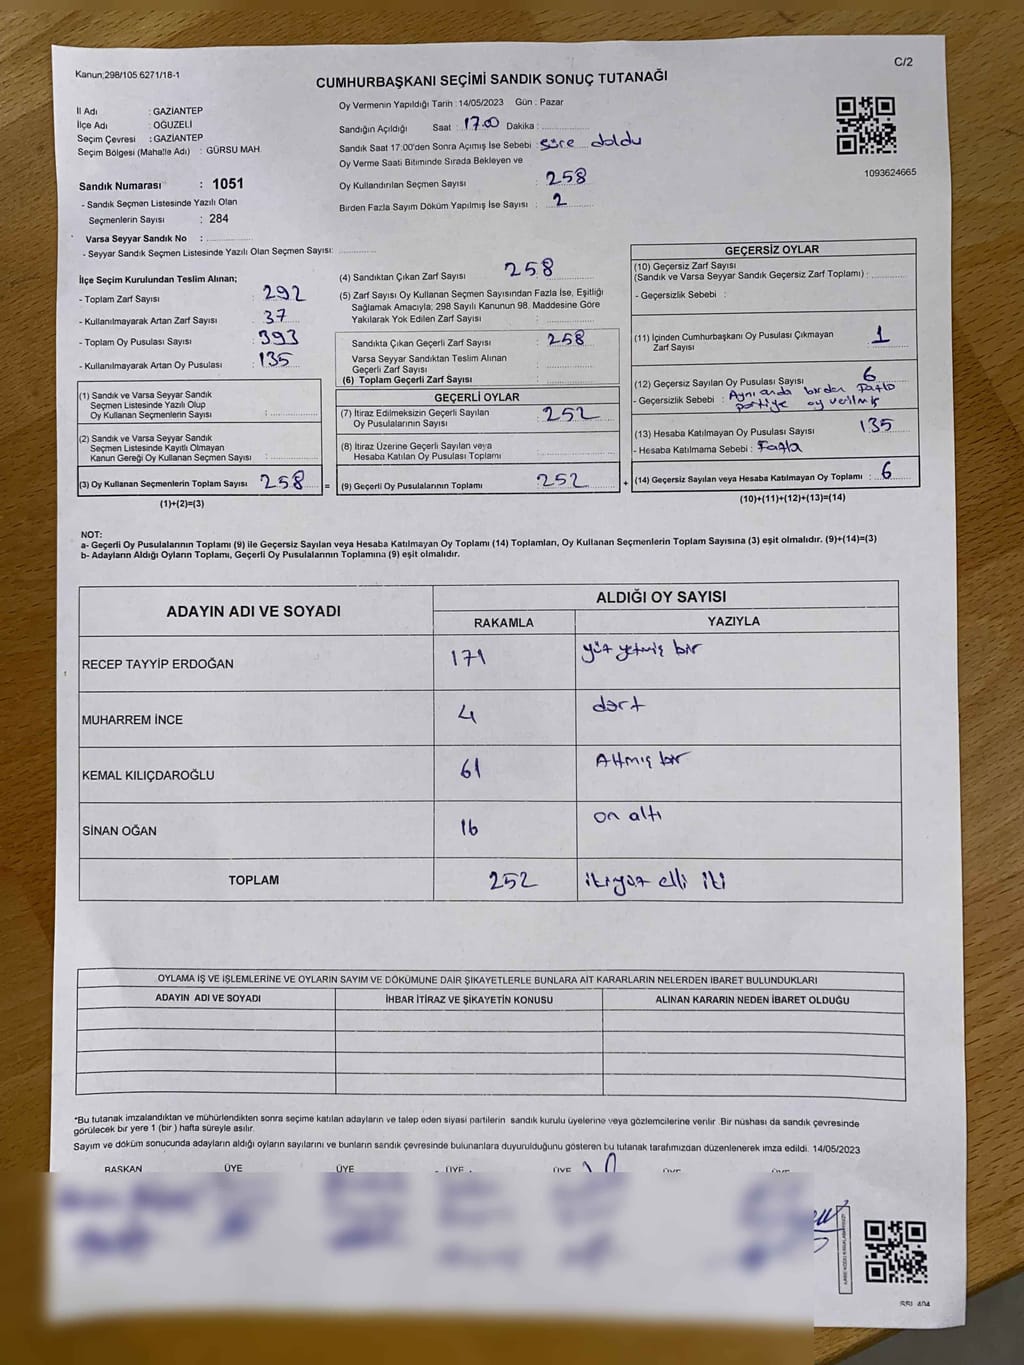 Kanun,298/105 6271/18-1
C/2
CUMHURBAŞKANI SEÇİMİ SANDIK SONUÇ TUTANAĞI
İl Adı : GAZİANTEP
İlçe Adı : OĞUZELİ
Seçim Çevresi : GAZİANTEP
Seçim Bölgesi (Mahalle Adı) : GÜRSU MAH.
Oy Vermenin Yapıldığı Tarih : 14/05/2023 Gün : Pazar
Sandığın Açıldığı Saat : 17.00 Dakika :
Sandık Saat 17:00'den Sonra Açımış İse Sebebi : süre doldu
Oy Verme Saati Bitiminde Sırada Bekleyen ve
Oy Kullandırılan Seçmen Sayısı : 258
Birden Fazla Sayım Döküm Yapılmış İse Sayısı : 2
1093624665
Sandık Numarası : 1051
- Sandık Seçmen Listesinde Yazılı Olan
Seçmenlerin Sayısı : 284
Varsa Seyyar Sandık No :
- Seyyar Sandık Seçmen Listesinde Yazılı Olan Seçmen Sayısı:
İlçe Seçim Kurulundan Teslim Alınan;
- Toplam Zarf Sayısı : 292
- Kullanılmayarak Artan Zarf Sayısı : 37
- Toplam Oy Pusulası Sayısı : 393
- Kullanılmayarak Artan Oy Pusulası : 135
(1) Sandık ve Varsa Seyyar Sandık
Seçmen Listesinde Yazılı Olup
Oy Kullanan Seçmenlerin Sayısı :
(2) Sandık ve Varsa Seyyar Sandık
Seçmen Listesinde Kayıtlı Olmayan
Kanun Gereği Oy Kullanan Seçmen Sayısı :
(3) Oy Kullanan Seçmenlerin Toplam Sayısı : 258 =
(1)+(2)=(3)
(4) Sandıktan Çıkan Zarf Sayısı : 258
(5) Zarf Sayısı Oy Kullanan Seçmen Sayısından Fazla İse, Eşitliği
Sağlamak Amacıyla; 298 Sayılı Kanunun 98. Maddesine Göre
Yakılarak Yok Edilen Zarf Sayısı :
Sandıkta Çıkan Geçerli Zarf Sayısı : 258
Varsa Seyyar Sandıktan Teslim Alınan
Geçerli Zarf Sayısı :
(6) Toplam Geçerli Zarf Sayısı :
GEÇERLİ OYLAR
(7) İtiraz Edilmeksizin Geçerli Sayılan
Oy Pusulalarının Sayısı : 252
(8) İtiraz Üzerine Geçerli Sayılan veya
Hesaba Katılan Oy Pusulası Toplamı :
(9) Geçerli Oy Pusulalarının Toplamı : 252 +
GEÇERSİZ OYLAR
(10) Geçersiz Zarf Sayısı
(Sandık ve Varsa Seyyar Sandık Geçersiz Zarf Toplamı) :
- Geçersizlik Sebebi :
(11) İçinden Cumhurbaşkanı Oy Pusulası Çıkmayan
Zarf Sayısı : 1
(12) Geçersiz Sayılan Oy Pusulası Sayısı : 6
- Geçersizlik Sebebi : Aynı anda birden fazla
partiye oy verilmiş
(13) Hesaba Katılmayan Oy Pusulası Sayısı : 135
- Hesaba Katılmama Sebebi : Fazla
(14) Geçersiz Sayılan veya Hesaba Katılmayan Oy Toplamı : 6
(10)+(11)+(12)+(13)=(14)
NOT:
a- Geçerli Oy Pusulalarının Toplamı (9) ile Geçersiz Sayılan veya Hesaba Katılmayan Oy Toplamı (14) Toplamları, Oy Kullanan Seçmenlerin Toplam Sayısına (3) eşit olmalıdır. (9)+(14)=(3)
b- Adayların Aldığı Oyların Toplamı, Geçerli Oy Pusulalarının Toplamına (9) eşit olmalıdır.
ADAYIN ADI VE SOYADI
ALDIĞI OY SAYISI
RAKAMLA YAZIYLA
RECEP TAYYİP ERDOĞAN 171 yüz yetmiş bir
MUHARREM İNCE 4 dört
KEMAL KILIÇDAROĞLU 61 Altmış bir
SİNAN OĞAN 16 on altı
TOPLAM 252 ikiyüz elli iki
OYLAMA İŞ VE İŞLEMLERİNE VE OYLARIN SAYIM VE DÖKÜMÜNE DAİR ŞİKAYETLERLE BUNLARA AİT KARARLARIN NELERDEN İBARET BULUNDUKLARI
ADAYIN ADI VE SOYADI İHBAR İTİRAZ VE ŞİKAYETİN KONUSU ALINAN KARARIN NEDEN İBARET OLDUĞU
*Bu tutanak imzalandıktan ve mühürlendikten sonra seçime katılan adayların ve talep eden siyasi partilerin sandık kurulu üyelerine veya gözlemcilerine verilir .Bir nüshası da sandık çevresinde
görülecek bir yere 1 (bir ) hafta süreyle asılır.
Sayım ve döküm sonucunda adayların aldığı oyların sayılarını ve bunların sandık çevresinde bulunanlara duyurulduğunu gösteren bu tutanak tarafımızdan düzenlenerek imza edildi. 14/05/2023
BAŞKAN ÜYE ÜYE ÜYE ÜYE ÜYE ÜYE